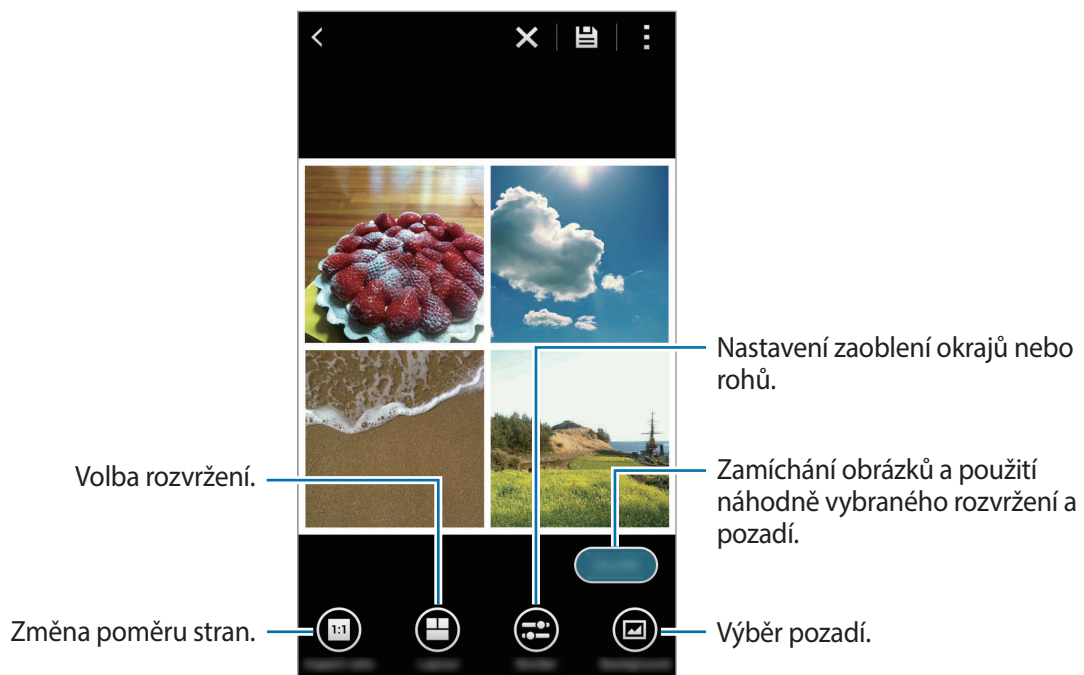 Nastavení zaoblení okrajů nebo
rohů.
Volba rozvržení.
Zamíchání obrázků a použití
náhodně vybraného rozvržení a
pozadí.
Změna poměru stran.
1:1
Výběr pozadí.